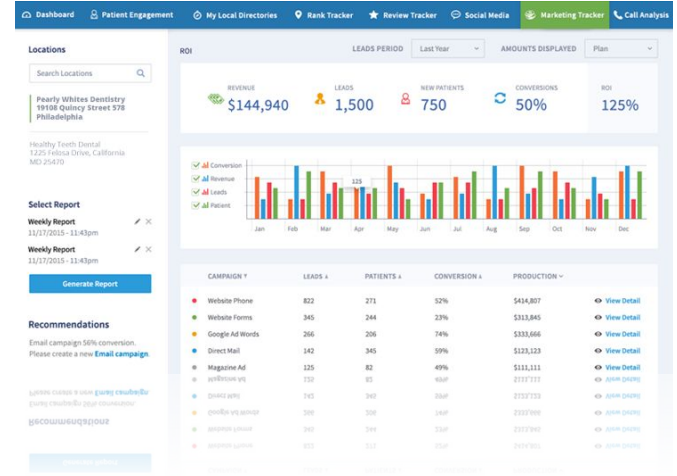 Dashboard Patient Engagement My Local Directories Rank Tracker Review Tracker Social Media Marketing Tracker Call Analysis
Locations
Search Locations
Pearly Whites Dentistry
19108 Quincy Street 578
Philadelphia
Healthy Teeth Dental
1225 Felosa Drive, California
MD 25470
Select Report
Weekly Report
11/17/2015 - 11:43pm
Weekly Report
11/17/2015 - 11:43pm
Generate Report
Recommendations
Email campaign 56% conversion.
Please create a new Email campaign.
ROI LEADS PERIOD Last Year AMOUNTS DISPLAYED Plan
REVENUE LEADS NEW PATIENTS CONVERSIONS ROI
$144,940 1,500 750 50% 125%
Conversion
Revenue
Leads
Patient
123
Jan Feb Mar Apr May Jun Jul Aug Sep Oct Nov Dec
CAMPAIGN LEADS PATIENTS CONVERSION PRODUCTION
Website Phone 822 271 52% $414,807 View Detail
Website Forms 345 244 23% $313,845 View Detail
Google Ad Words 266 206 74% $333,666 View Detail
Direct Mail 142 345 59% $123,123 View Detail
Magazine Ad 125 82 49% $111,111 View Detail